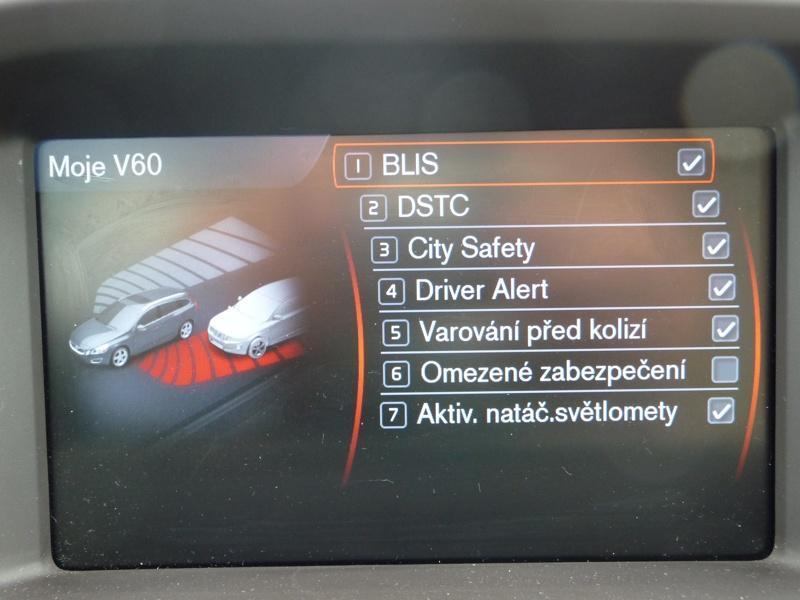 Moje V60
1 BLIS
2 DSTC
3 City Safety
4 Driver Alert
5 Varování před kolizí
6 Omezené zabezpečení
7 Aktiv. natáč.světlomety